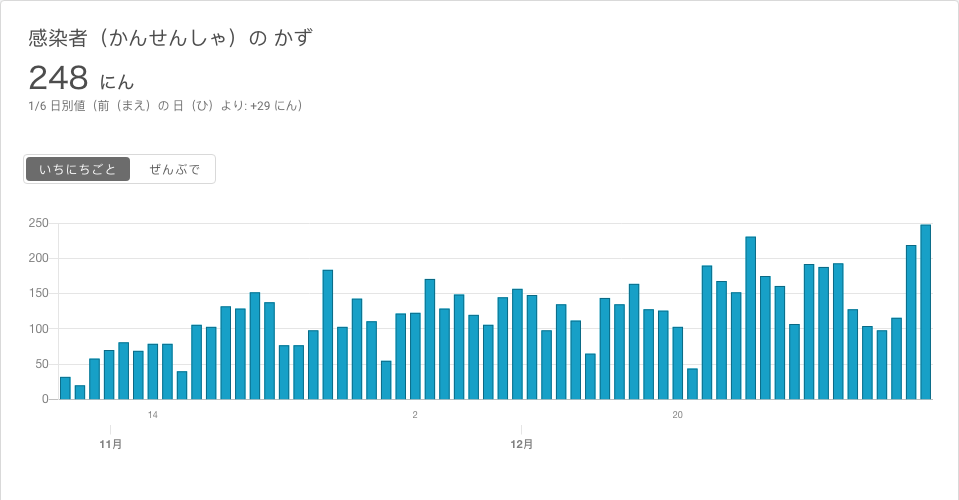 感染者（かんせんしゃ）の かず
248 にん
1/6 日別値（前（まえ）の 日（ひ）より: +29 にん）
いちにちごと ぜんぶで
250
200
150
100
50
0
14 2 20
11月 12月